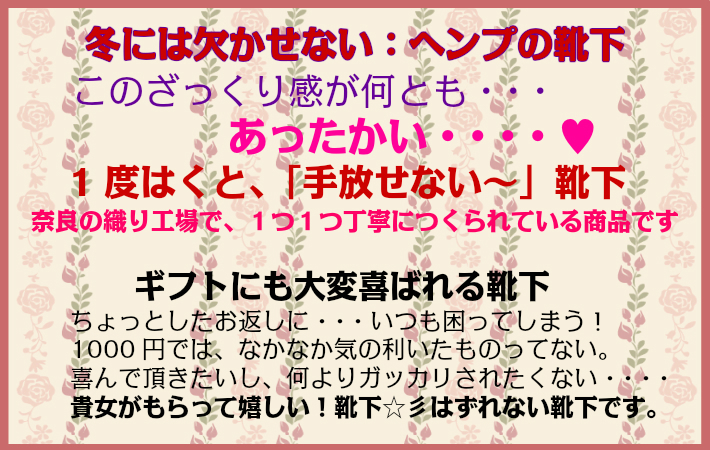 冬には欠かせない：ヘンプの靴下
このざっくり感が何とも・・・
あったかい・・・・♥
1 度はくと、「手放せない～」靴下
奈良の織り工場で、１つ１つ丁寧につくられている商品です
ギフトにも大変喜ばれる靴下
ちょっとしたお返しに・・・いつも困ってしまう！
1000 円では、なかなか気の利いたものってない。
喜んで頂きたいし、何よりガッカリされたくない・・・・
貴女がもらって嬉しい！靴下☆彡はずれない靴下です。